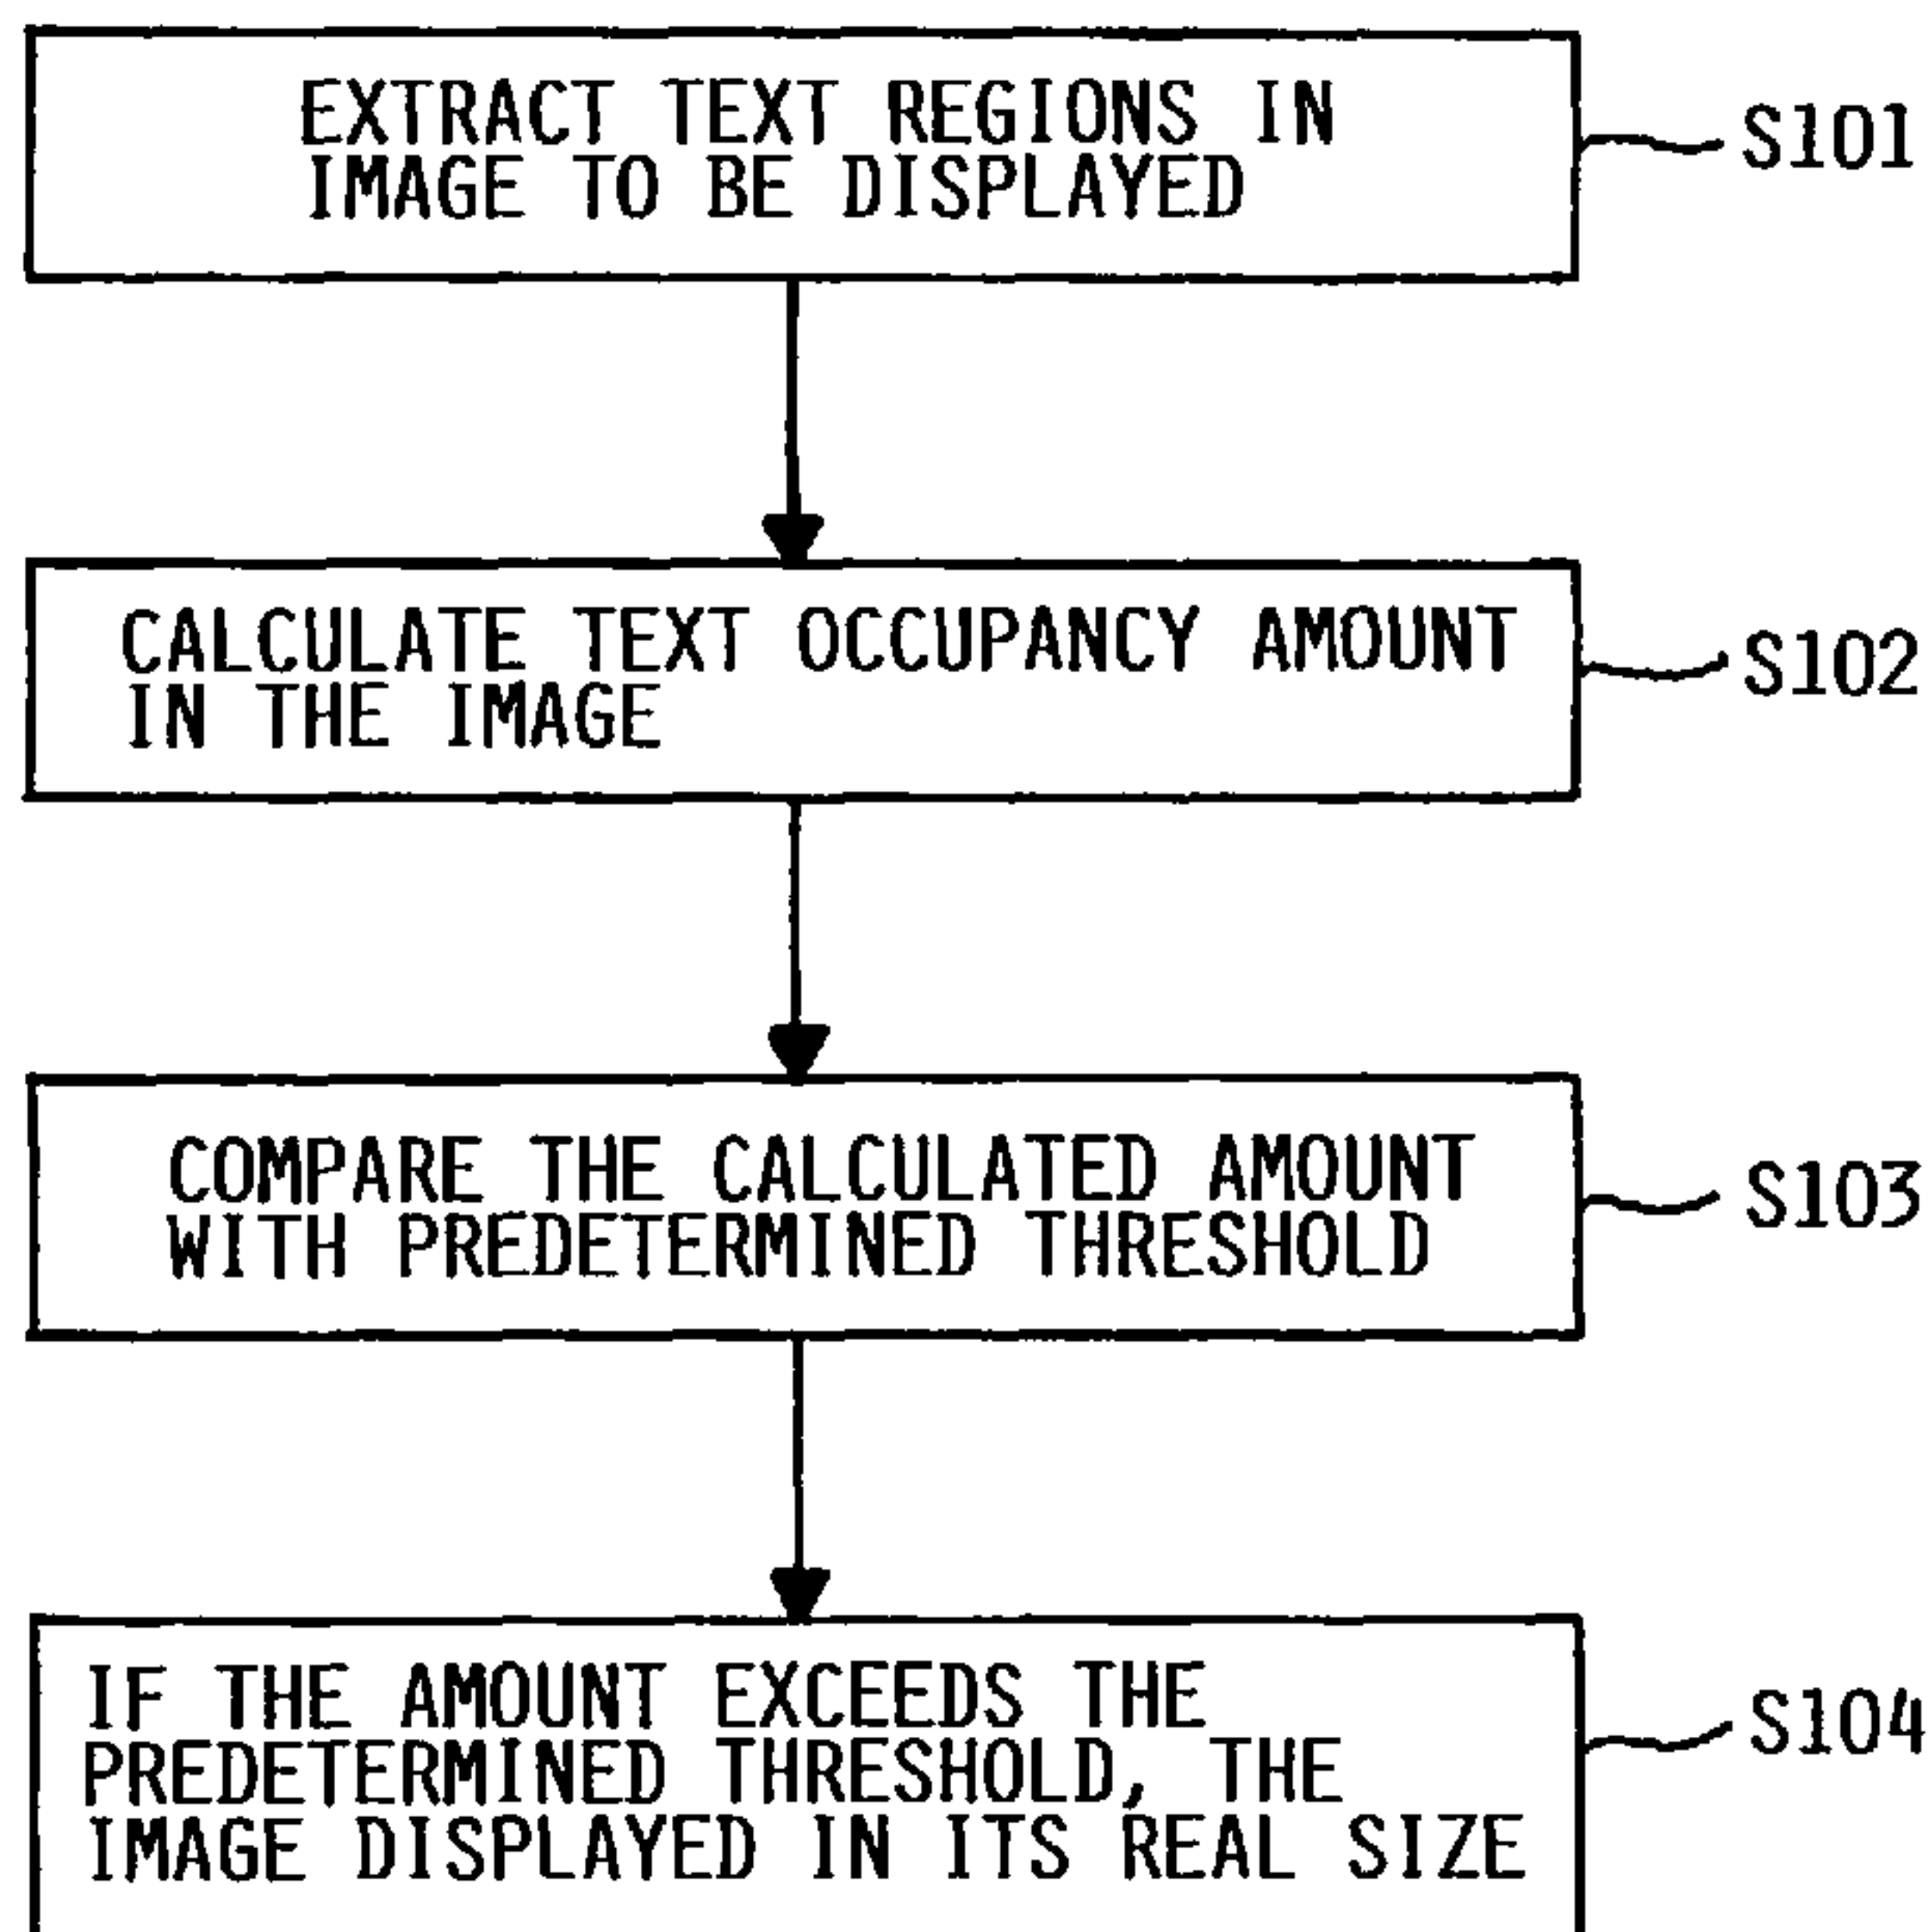 EXTRACT TEXT REGIONS IN
IMAGE TO BE DISPLAYED
S101
CALCULATE TEXT OCCUPANCY AMOUNT
IN THE IMAGE
S102
COMPARE THE CALCULATED AMOUNT
WITH PREDETERMINED THRESHOLD
S103
IF THE AMOUNT EXCEEDS THE
PREDETERMINED THRESHOLD, THE
IMAGE DISPLAYED IN ITS REAL SIZE
S104